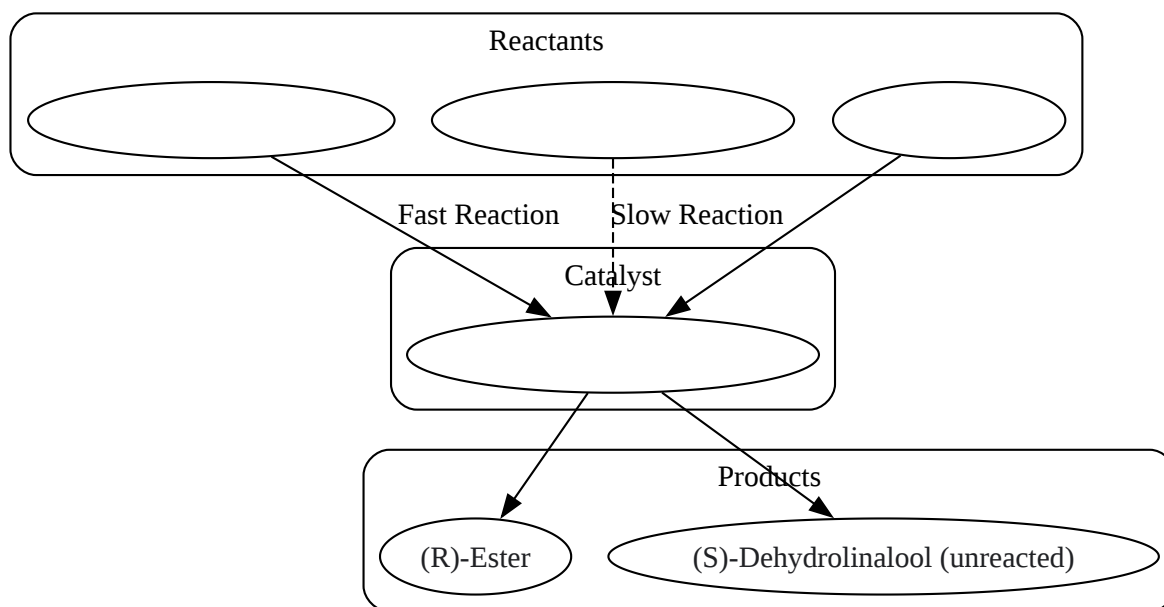 Reactants
Fast Reaction
Slow Reaction
Catalyst
Products
(R)-Ester
(S)-Dehydrolinalool (unreacted)